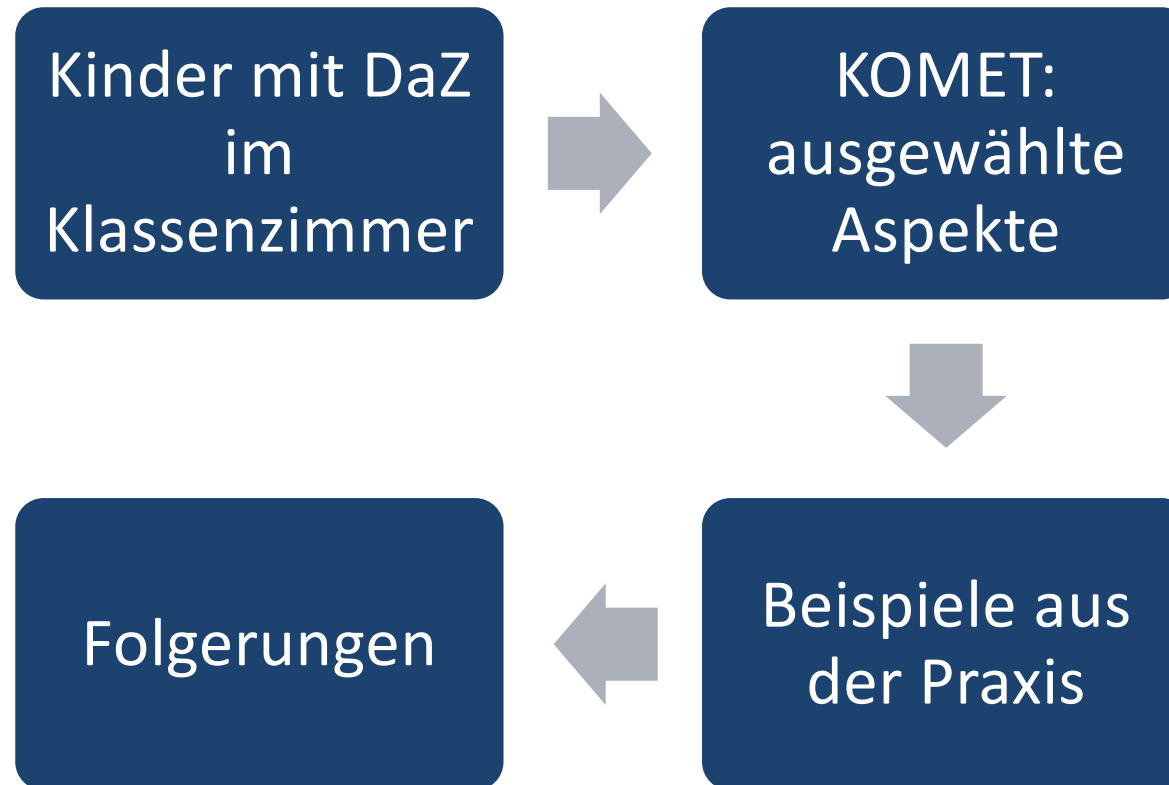 Kinder mit DaZ
im
Klassenzimmer
KOMET:
ausgewählte
Aspekte
Beispiele aus
der Praxis
Folgerungen